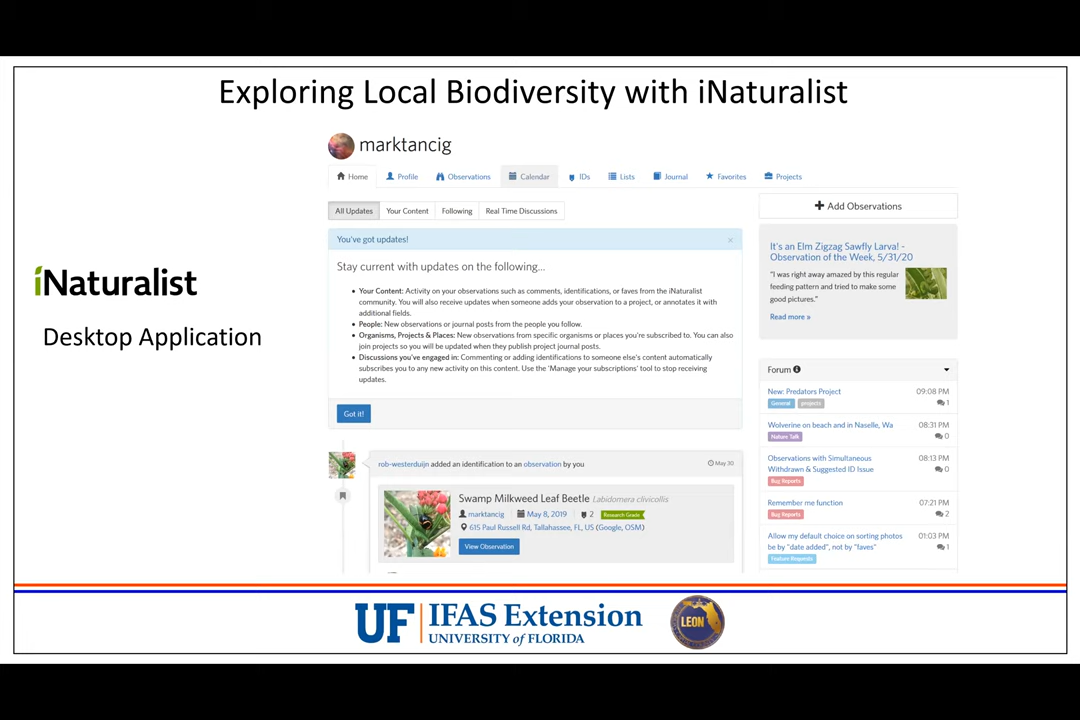 Exploring Local Biodiversity with iNaturalist
marktancig
Home Profile Observations Calendar IDs Lists Journal Favorites Projects
All Updates Your Content Following Real Time Discussions
You've got updates! ×
Stay current with updates on the following...
• Your Content: Activity on your observations such as comments, identifications, or faves from the iNaturalist
community. You will also receive updates when someone adds your observation to a project, or annotates it with
additional fields.
• People: New observations or journal posts from the people you follow.
• Organisms, Projects & Places: New observations from specific organisms or places you're subscribed to. You can also
join projects so you will be updated when they publish project journal posts.
• Discussions you've engaged in: Commenting or adding identifications to someone else's content automatically
subscribes you to any new activity on this content. Use the 'Manage your subscriptions' tool to stop receiving
updates.
Got it!
rob-westerduijn added an identification to an observation by you May 30
Swamp Milkweed Leaf Beetle Labidomera clivicollis
marktancig May 8, 2019 2 Research Grade
615 Paul Russell Rd, Tallahassee, FL, US (Google, OSM)
View Observation
+ Add Observations
It's an Elm Zigzag Sawfly Larva! -
Observation of the Week, 5/31/20
"I was right away amazed by this regular
feeding pattern and tried to make some
good pictures."
Read more »
Forum
New: Predators Project 09:08 PM
General projects 1
Wolverine on beach and in Naselle, Wa 08:31 PM
Nature Talk 0
Observations with Simultaneous 08:13 PM
Withdrawn & Suggested ID Issue 0
Bug Reports
Remember me function 07:21 PM
Bug Reports 2
Allow my default choice on sorting photos 01:03 PM
be by "date added", not by "faves" 1
Feature Requests
iNaturalist
Desktop Application
UF IFAS Extension
UNIVERSITY of FLORIDA
LEON